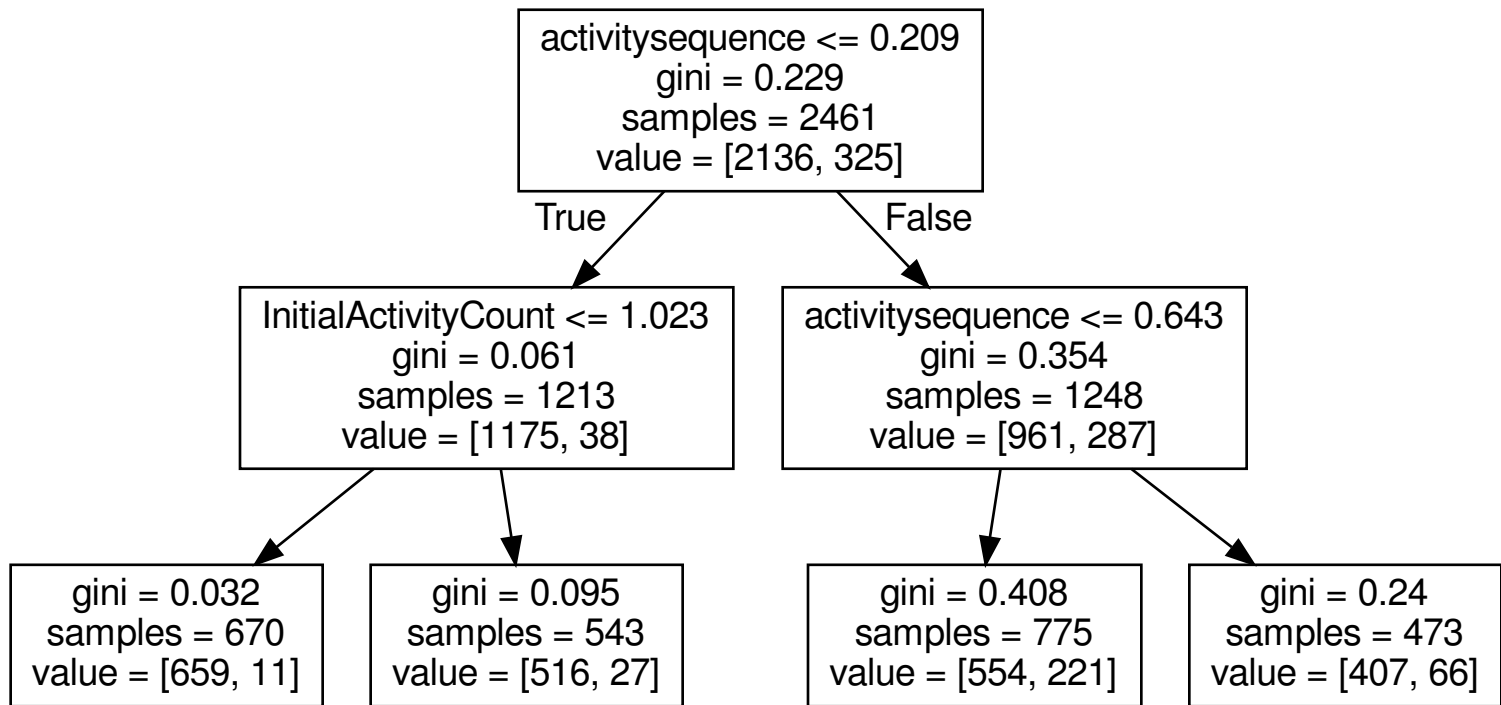 activitysequence <= 0.209
gini = 0.229
samples = 2461
value = [2136, 325]
True
False
InitialActivityCount <= 1.023
gini = 0.061
samples = 1213
value = [1175, 38]
activitysequence <= 0.643
gini = 0.354
samples = 1248
value = [961, 287]
gini = 0.032
samples = 670
value = [659, 11]
gini = 0.095
samples = 543
value = [516, 27]
gini = 0.408
samples = 775
value = [554, 221]
gini = 0.24
samples = 473
value = [407, 66]